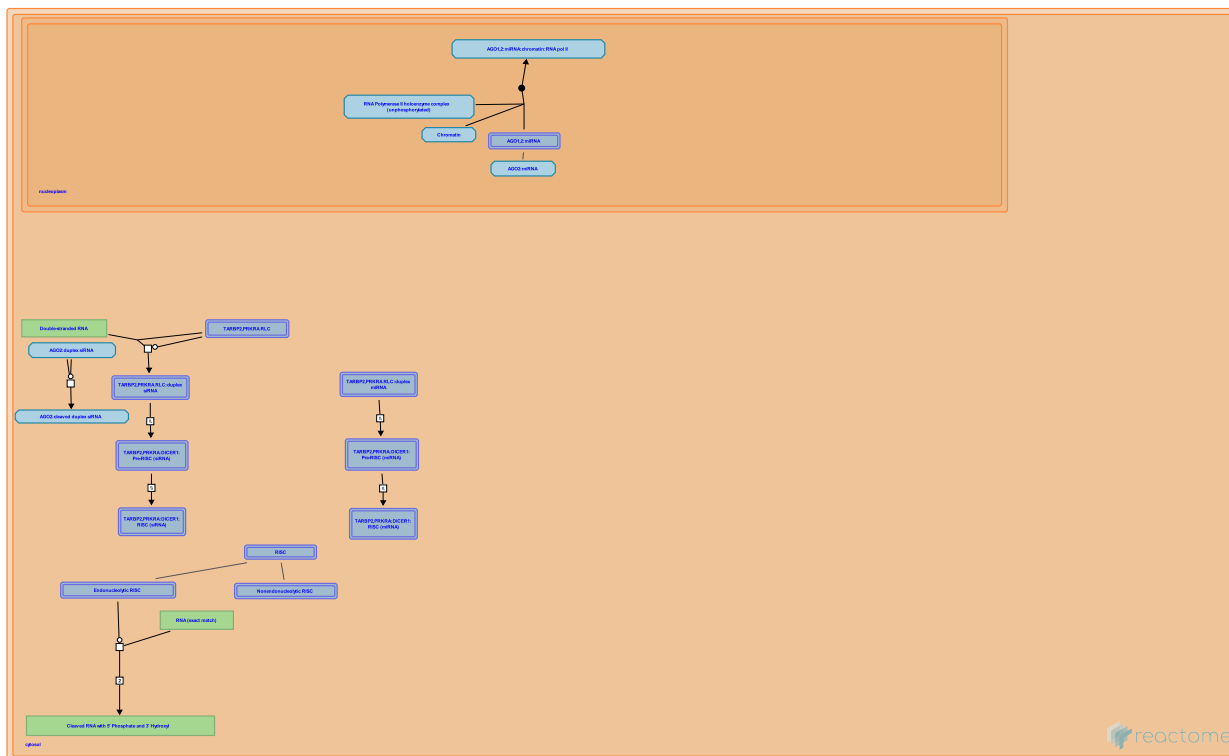 AGO1,2:miRNA:chromatin:RNA pol II
RNA Polymerase II holoenzyme complex
(unphosphorylated)
Chromatin
AGO1,2:miRNA
AGO2:miRNA
nucleoplasm
Double-stranded RNA
TARBP2,PRKRA:RLC
AGO2:duplex siRNA
TARBP2,PRKRA:RLC:duplex
siRNA
TARBP2,PRKRA:RLC:duplex
miRNA
AGO2:cleaved duplex siRNA
TARBP2,PRKRA:DICER1:
Pre-RISC (siRNA)
TARBP2,PRKRA:DICER1:
Pre-RISC (miRNA)
TARBP2,PRKRA:DICER1:
RISC (siRNA)
TARBP2,PRKRA:DICER1:
RISC (miRNA)
RISC
Endonucleolytic RISC
Nonendonucleolytic RISC
RNA (exact match)
2
Cleaved RNA with 5' Phosphate and 3' Hydroxyl
cytosol
reactome